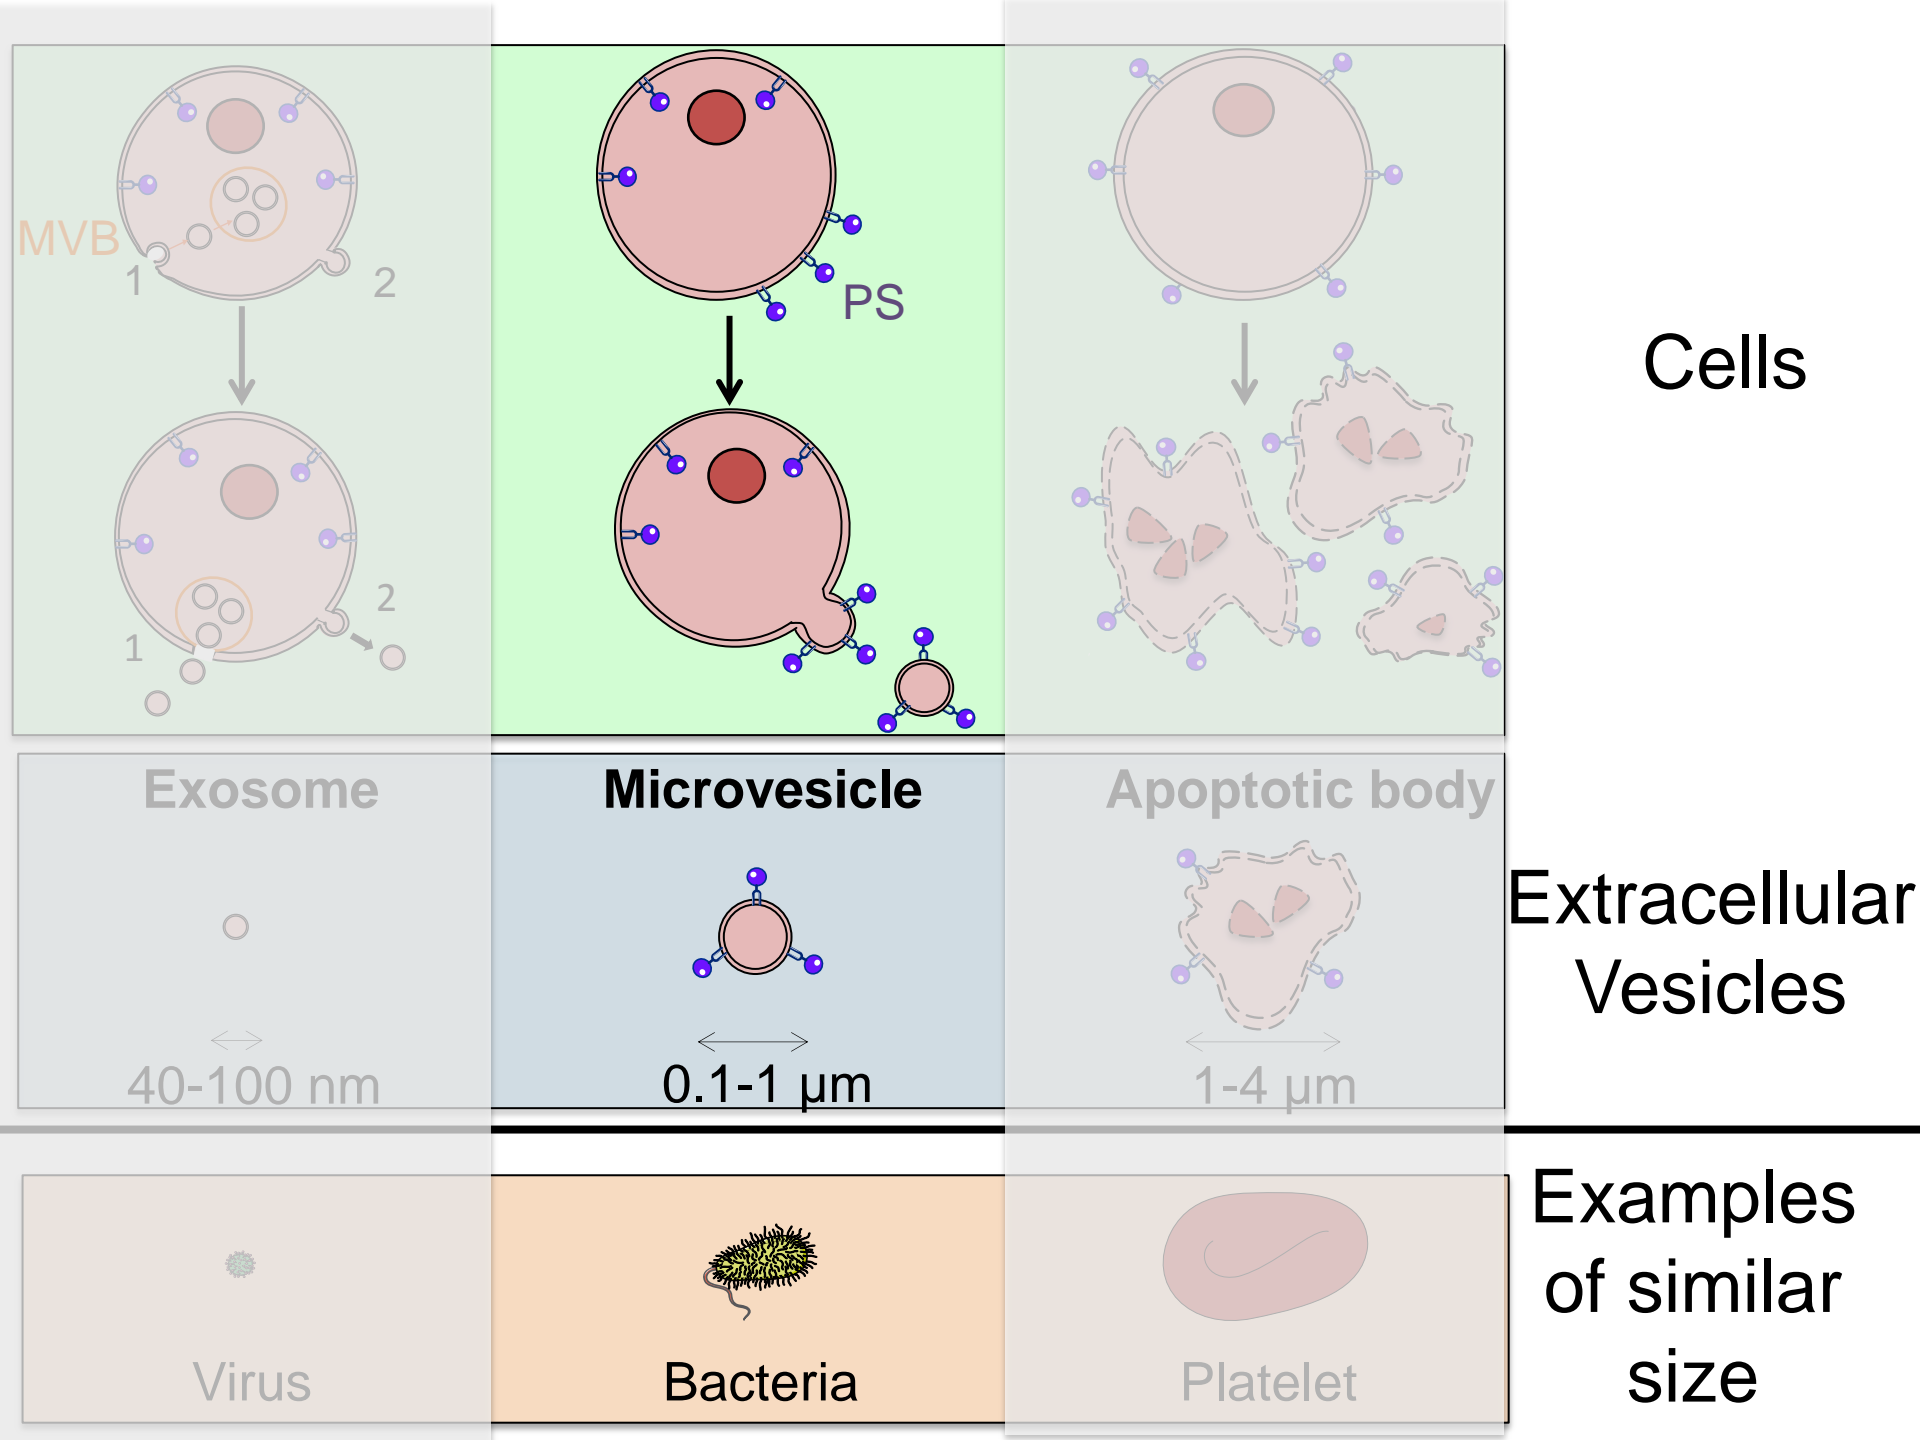 MVB
1
2
PS
1
2
Cells
Exosome
Microvesicle
Apoptotic body
40-100 nm
0.1-1 µm
1-4 µm
Extracellular
Vesicles
Virus
Bacteria
Platelet
Examples
of similar
size